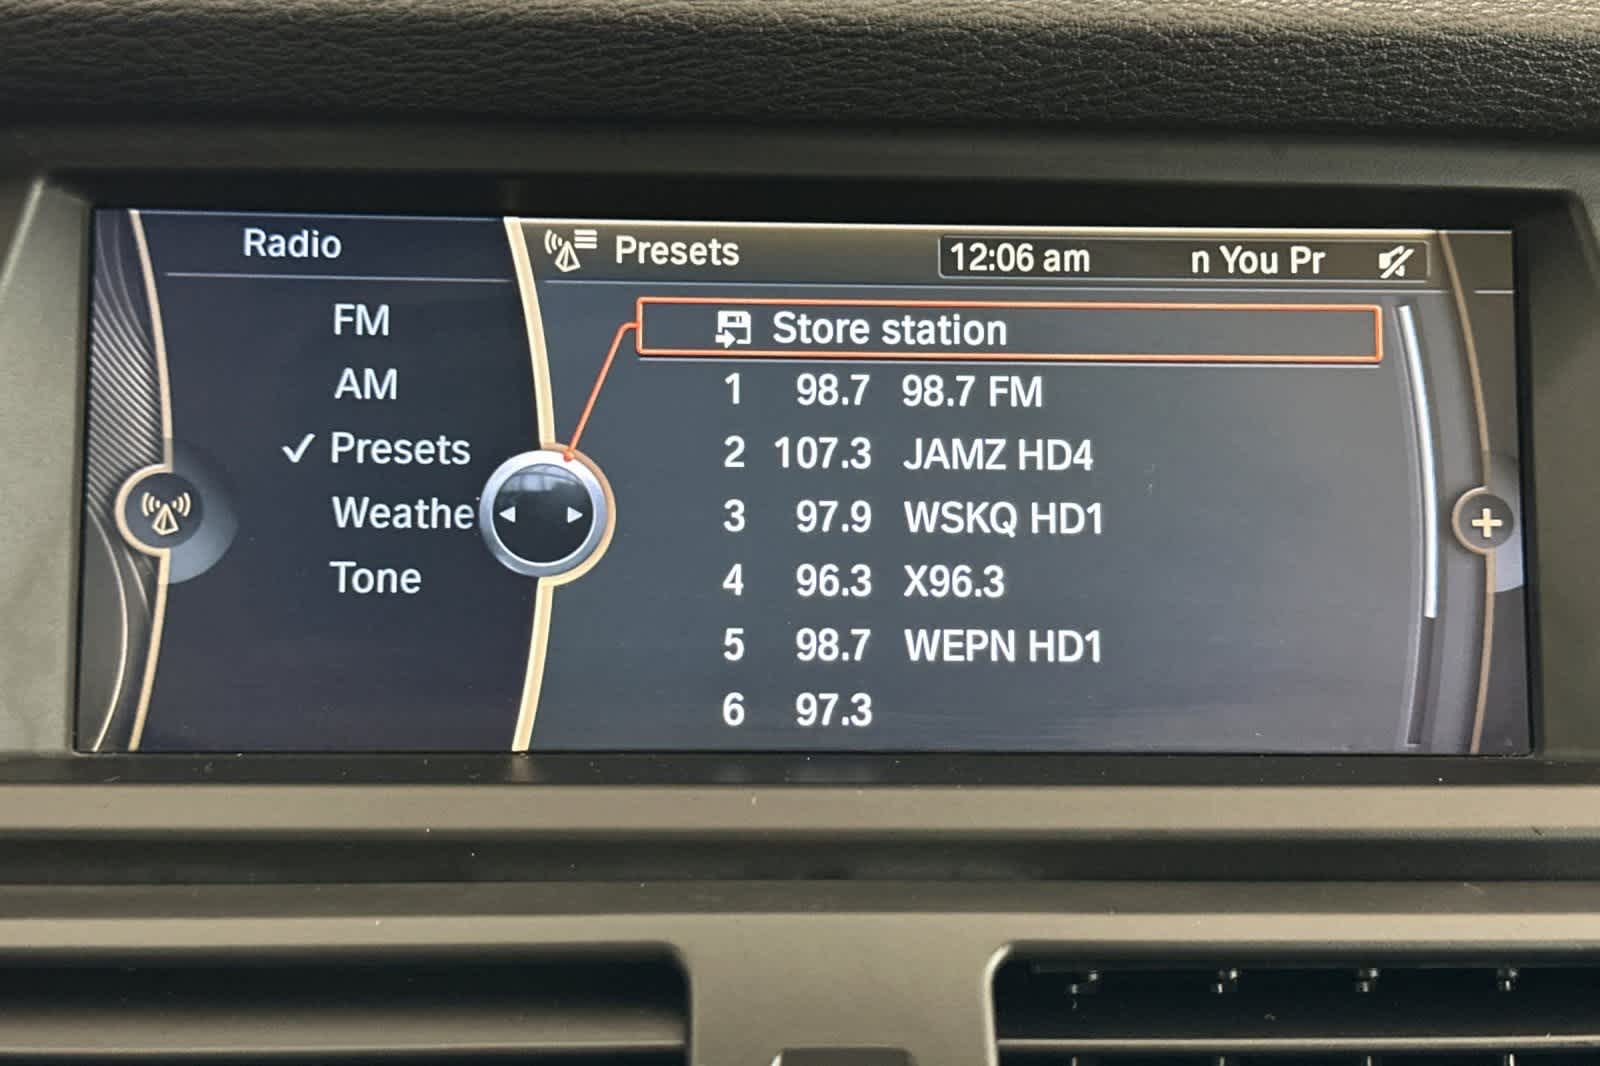 Radio
FM
AM
Presets
Weathe
Tone
Presets
12:06 am n You Pr
Store station
1 98.7 98.7 FM
2 107.3 JAMZ HD4
3 97.9 WSKQ HD1
4 96.3 X96.3
5 98.7 WEPN HD1
6 97.3